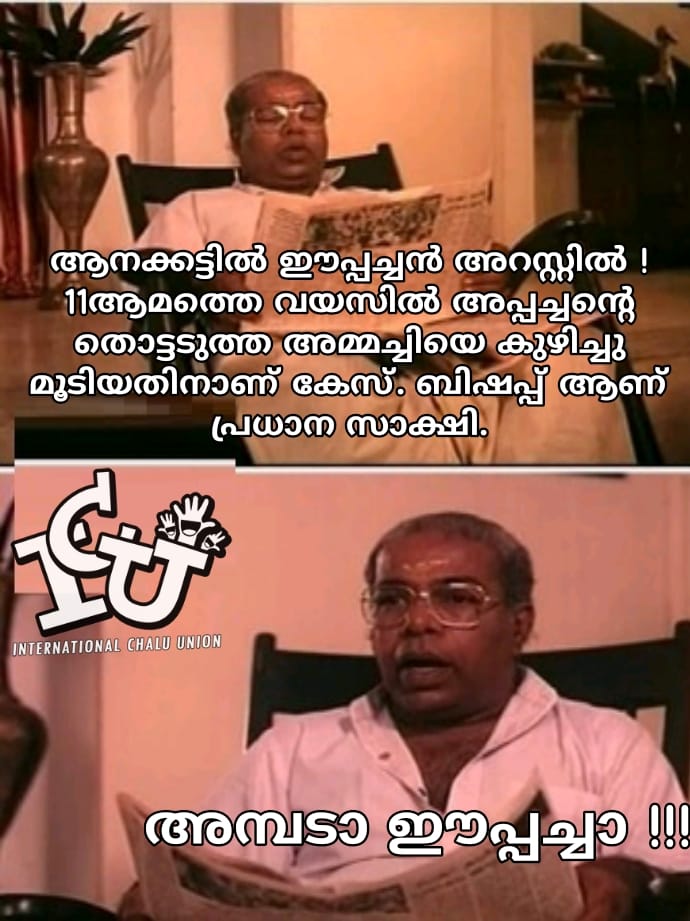 ആനക്കട്ടിൽ ഈപ്പച്ചൻ അറസ്റ്റിൽ !
11ആമത്തെ വയസിൽ അപ്പച്ചന്റെ
തൊട്ടടുത്ത അമ്മച്ചിയെ കുഴിച്ചു
മൂടിയതിനാണ് കേസ്. ബിഷപ്പ് ആണ്
പ്രധാന സാക്ഷി.
ICU
INTERNATIONAL CHALU UNION
അമ്പടാ ഈപ്പച്ചാ !!!